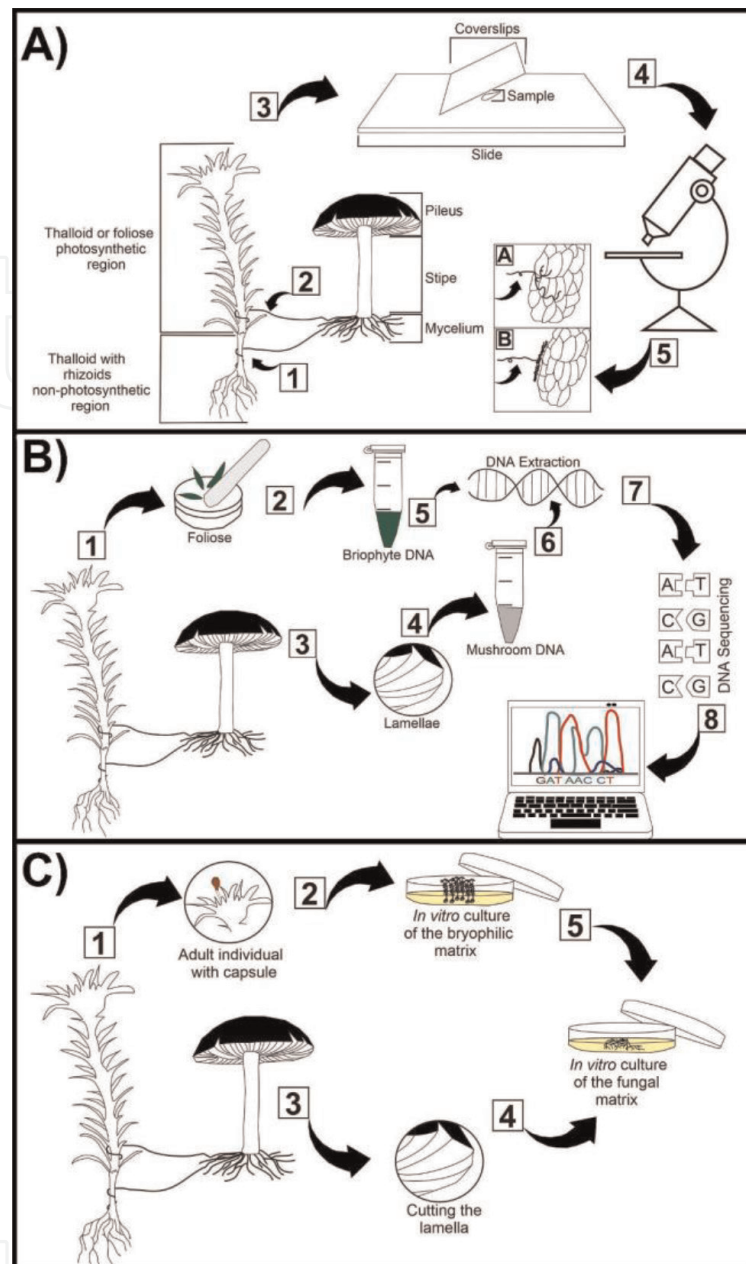 A)
Coverslips
3
4
Sample
Slide
Thalloid or foliose
photosynthetic
region
Pileus
2
Stipe
A
Mycelium
B
Thalloid with
rhizoids
non-photosynthetic
region
1
5
B)
1
Foliose
2
Briophyte DNA
5
DNA Extraction
6
7
3
4
Mushroom DNA
Lamellae
A T
C G
A T
C G
DNA Sequencing
8
GAT AAC CT
C)
1
Adult individual
with capsule
2
In vitro culture
of the bryophilic
matrix
5
In vitro culture
of the fungal
matrix
3
4
Cutting the
lamella